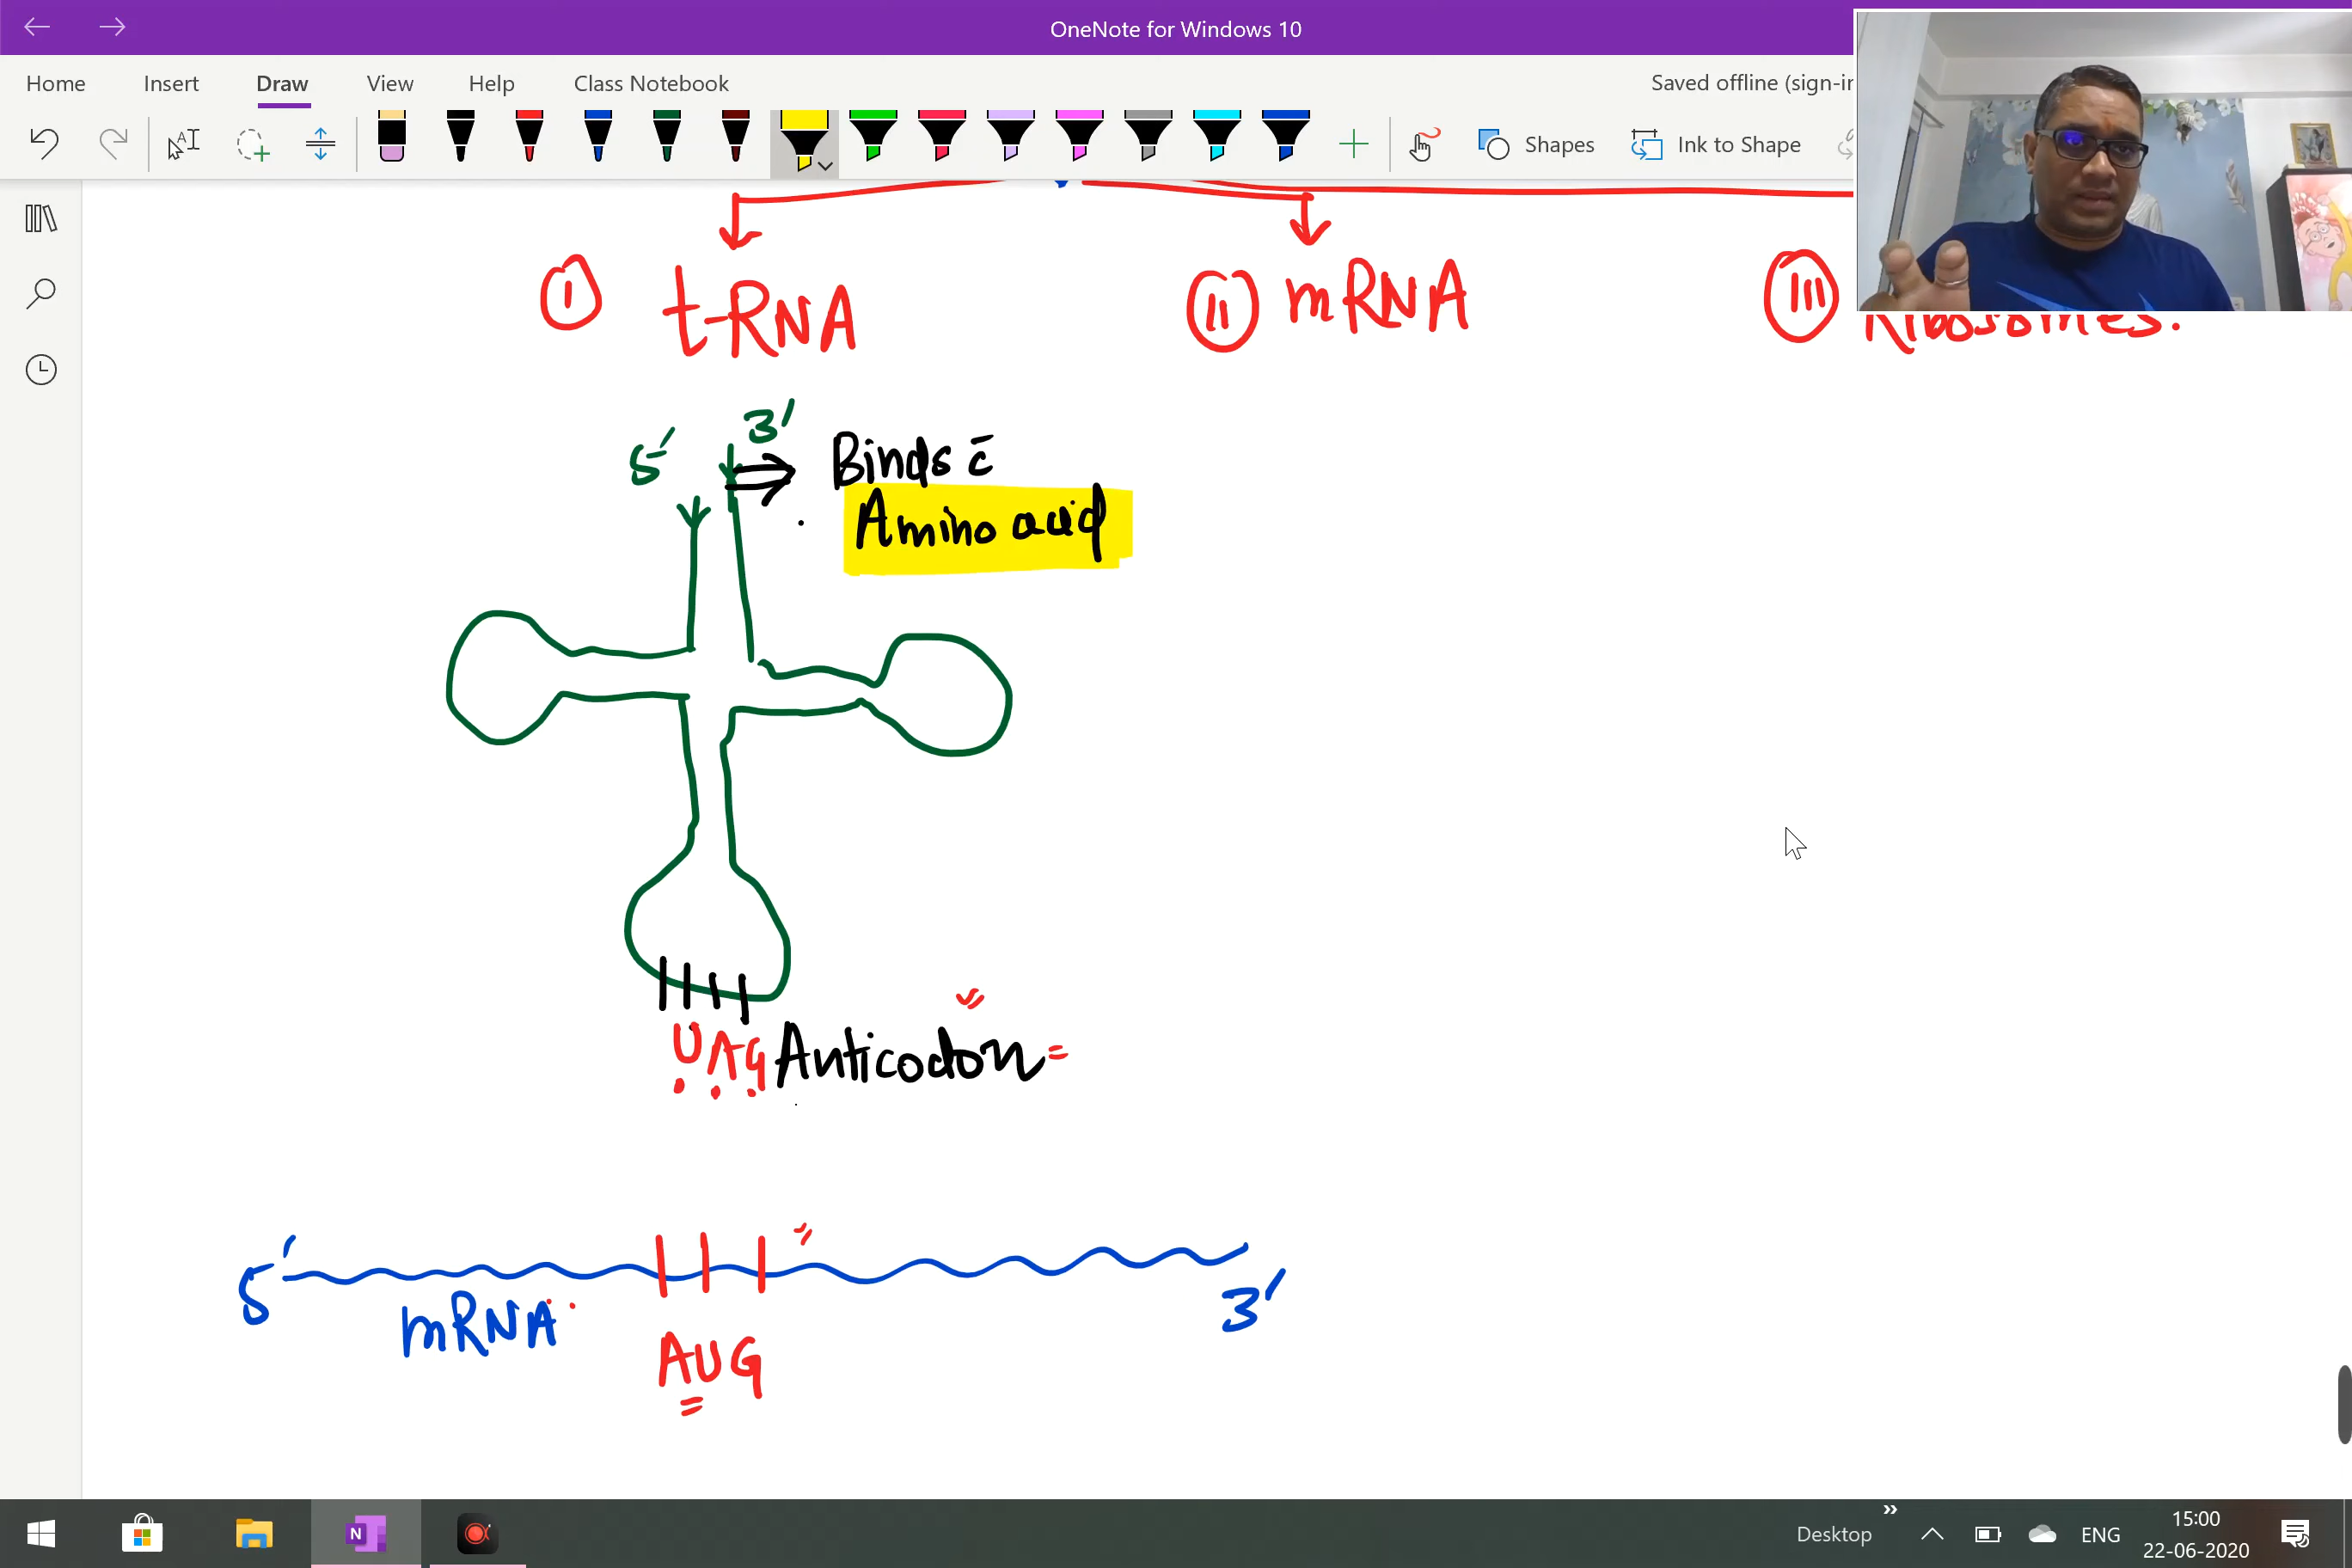 OneNote for Windows 10
Home Insert Draw View Help Class Notebook
Saved offline (sign-in
Shapes Ink to Shape
I t-RNA II mRNA III Ribosomes.
5' 3'
Binds c̄
Amino acid
UAG Anticodon =
5' 3'
mRNA
AUG
Desktop ENG 15:00
22-06-2020